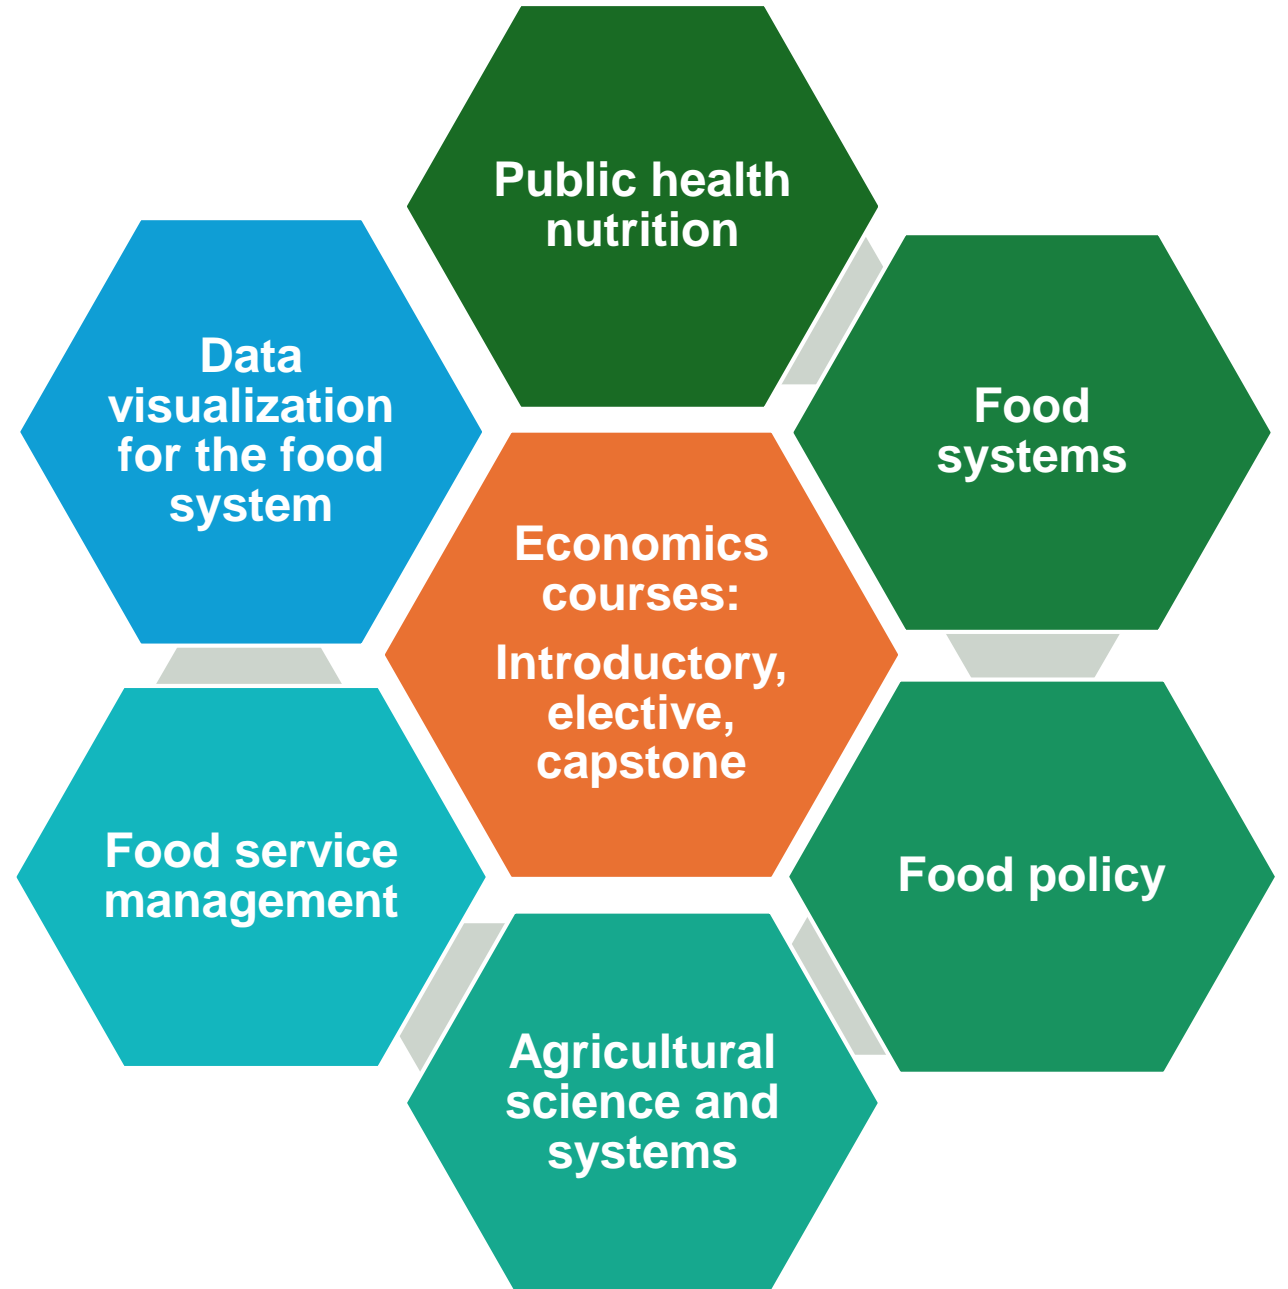 Public health
nutrition
Data
visualization
for the food
system
Food
systems
Economics
courses:
Introductory,
elective,
capstone
Food service
management
Food policy
Agricultural
science and
systems